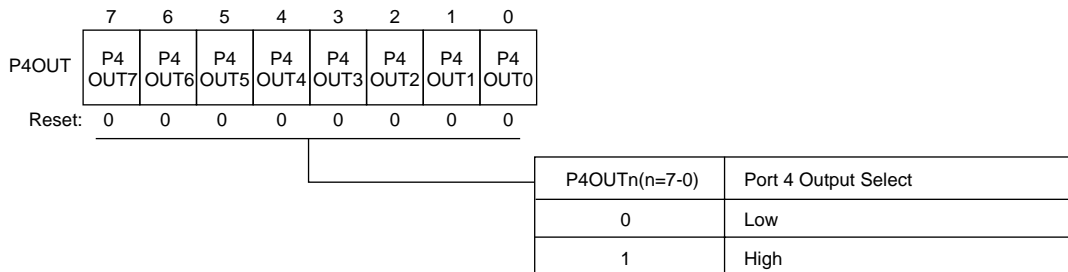 7 6 5 4 3 2 1 0
P4OUT P4 OUT7 P4 OUT6 P4 OUT5 P4 OUT4 P4 OUT3 P4 OUT2 P4 OUT1 P4 OUT0
Reset: 0 0 0 0 0 0 0 0
P4OUTn(n=7-0) Port 4 Output Select
0 Low
1 High